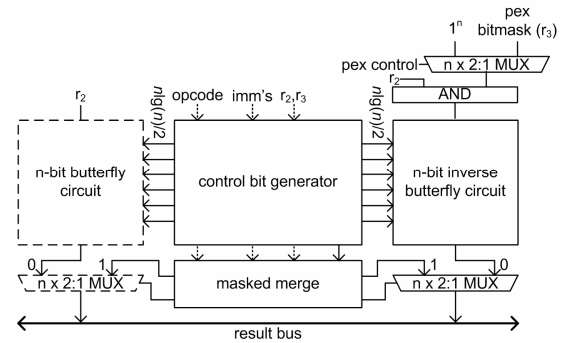 pex
1ⁿ bitmask (r₃)
pex control n x 2:1 MUX
r₂
AND
r₂
nlg(n)/2
opcode imm's r₂,r₃
nlg(n)/2
n-bit butterfly
circuit
control bit generator
n-bit inverse
butterfly circuit
0 1
n x 2:1 MUX
masked merge
1 0
n x 2:1 MUX
result bus